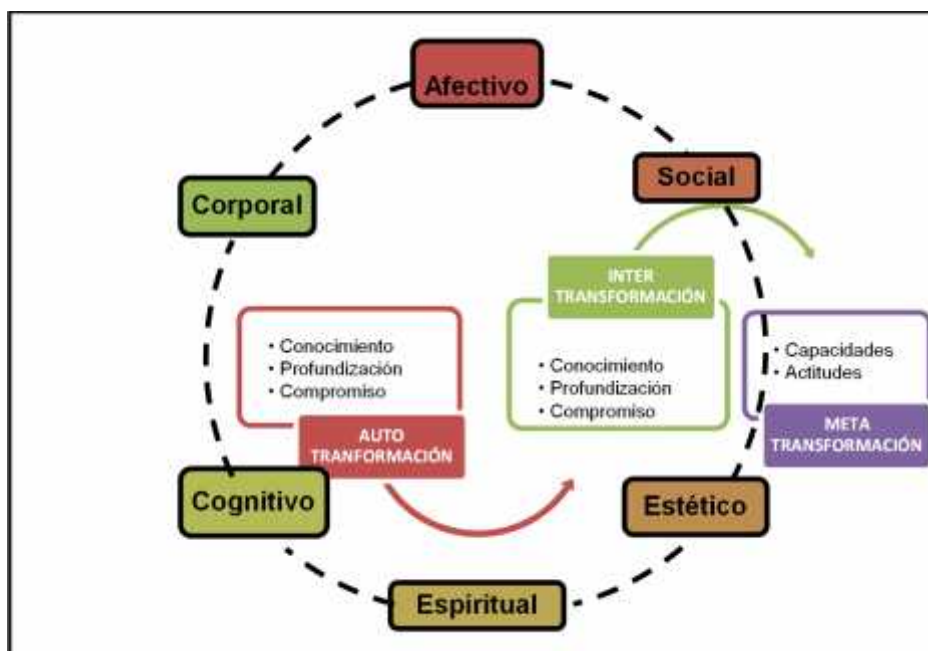 Afectivo
Social
Corporal
INTER
TRANSFORMACIÓN
• Conocimiento
• Profundización
• Compromiso
• Conocimiento
• Profundización
• Compromiso
• Capacidades
• Actitudes
AUTO
TRANFORMACIÓN
META
TRANSFORMACIÓN
Cognitivo
Estético
Espiritual